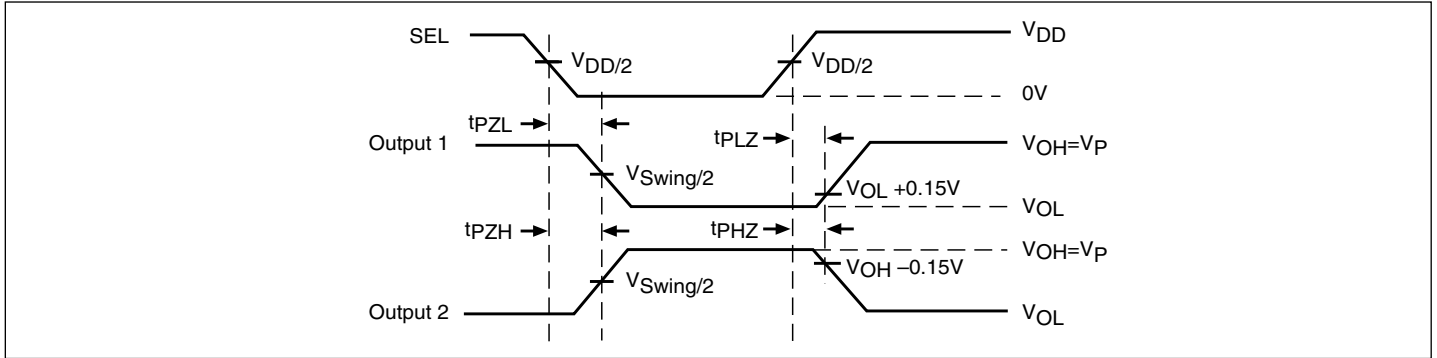 SEL
VDD/2
VDD/2
VDD
0V
tPZL
tPLZ
Output 1
VSwing/2
VOH=VP
VOL +0.15V
VOL
tPZH
tPHZ
VOH=VP
VOH –0.15V
VSwing/2
Output 2
VOL